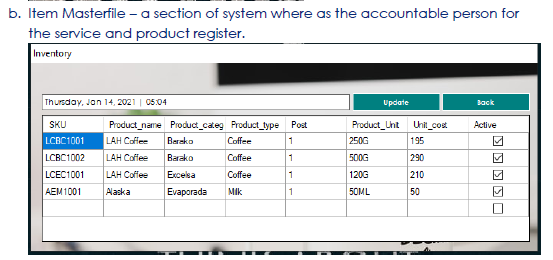 b. Item Masterfile – a section of system where as the accountable person for
the service and product register.
Inventory
Thursday, Jan 14, 2021 | 05:04 Update Back
SKU Product_name Product_categ Product_type Post Product_Unit Unit_cost Active
LCBC1001 LAH Coffee Barako Coffee 1 250G 195
LCBC1002 LAH Coffee Barako Coffee 1 500G 290
LCEC1001 LAH Coffee Excelsa Coffee 1 120G 210
AEM1001 Alaska Evaporada Milk 1 50ML 50